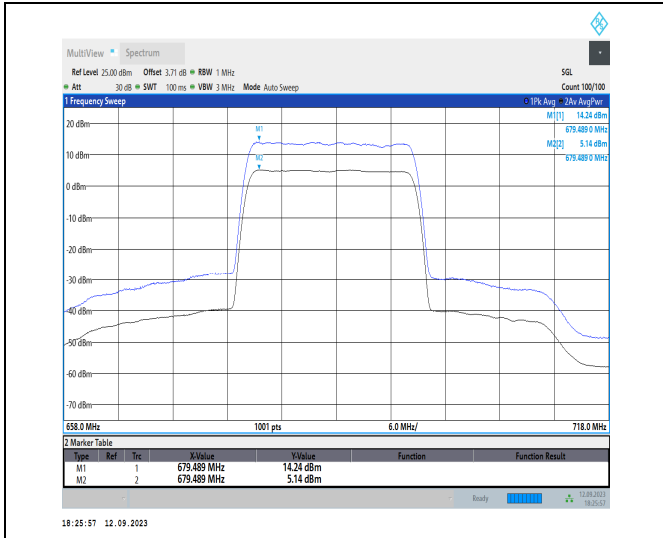 MultiView Spectrum
Ref Level 25.00 dBm Offset 3.71 dB RBW 1 MHz SGL
Att 30 dB SWT 100 ms VBW 3 MHz Mode Auto Sweep Count 100/100
1 Frequency Sweep 1Pk Avg 2Av AvgPwr
M1[1] 14.24 dBm
20 dBm
679.489 0 MHz
M1
M2[2] 5.14 dBm
10 dBm
M2
679.489 0 MHz
0 dBm
-10 dBm
-20 dBm
-30 dBm
-40 dBm
-50 dBm
-60 dBm
-70 dBm
658.0 MHz 1001 pts 6.0 MHz/ 718.0 MHz
2 Marker Table
Type Ref Trc X-Value Y-Value Function Function Result
M1 1 679.489 MHz 14.24 dBm
M2 2 679.489 MHz 5.14 dBm
Ready 12.09.2023
18:25:57
18:25:57 12.09.2023